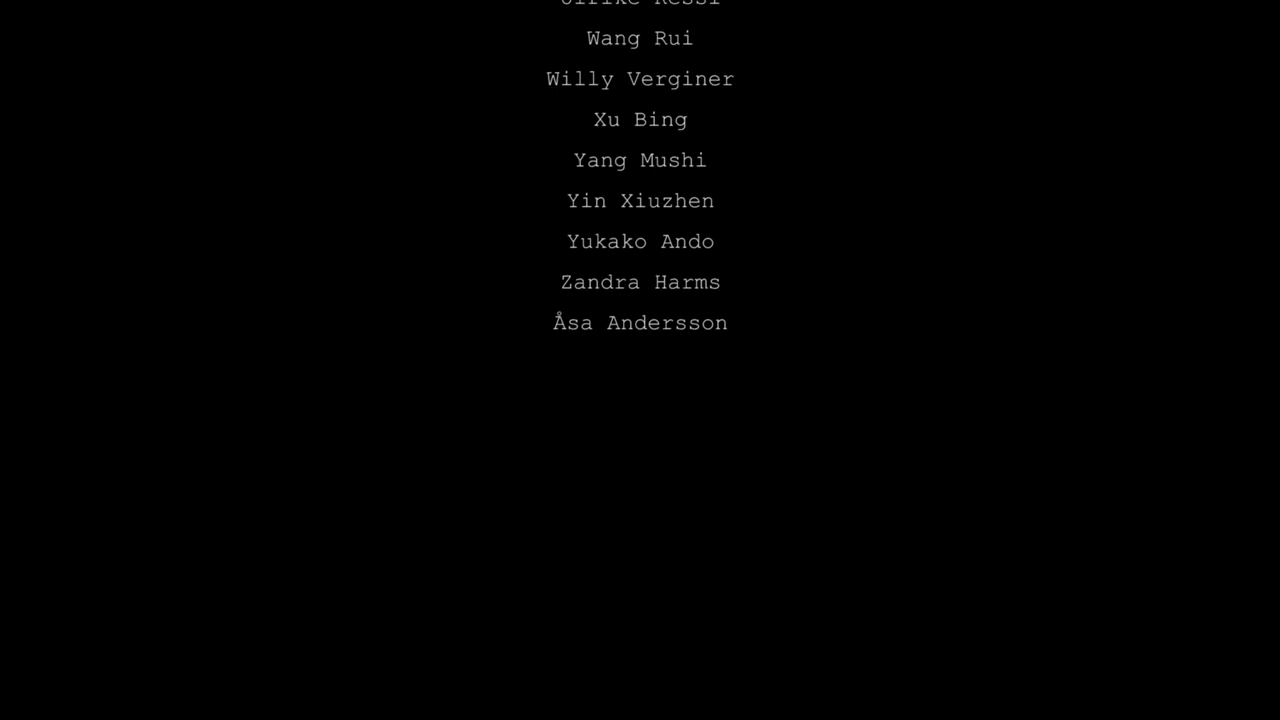 Wang Rui
Willy Verginer
Xu Bing
Yang Mushi
Yin Xiuzhen
Yukako Ando
Zandra Harms
Åsa Andersson